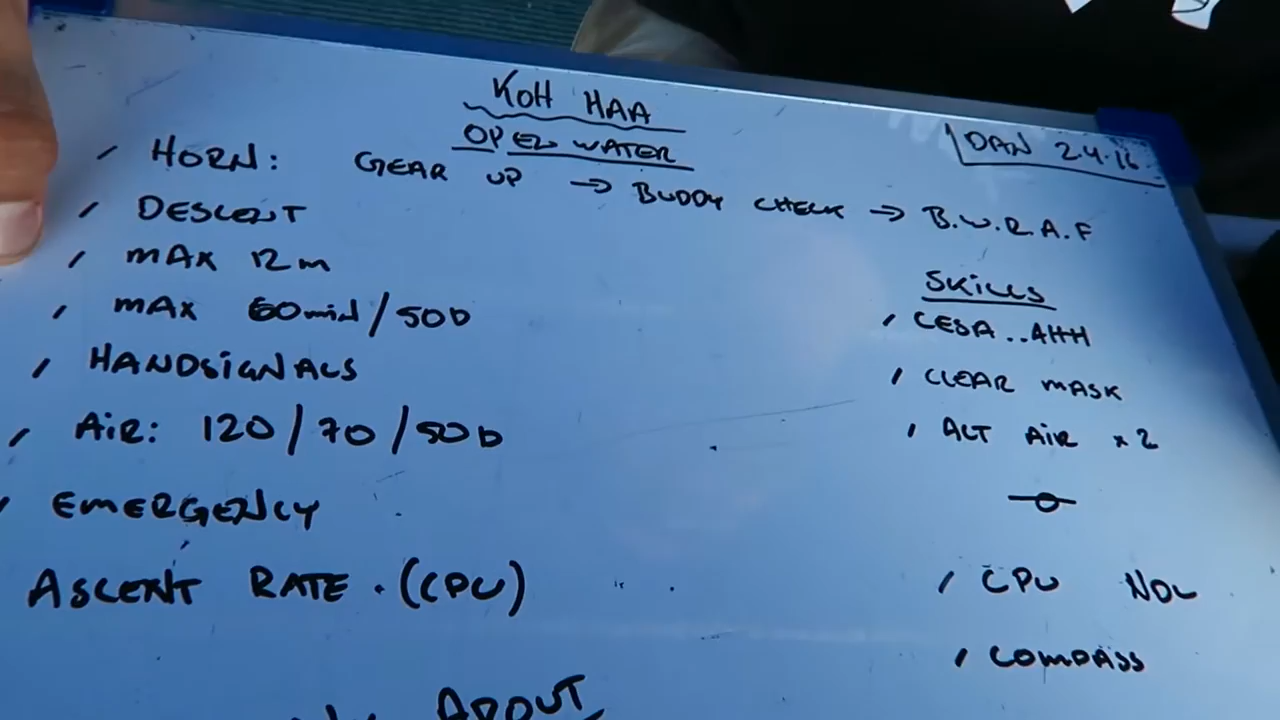 KOH HAA
OPEN WATER
DAN 24.16
HORN: GEAR UP → BUDDY CHECK → B.W.R.A.F
DESCENT
MAX 12m
MAX 60min/50b
HANDSIGNALS
AiR: 120/70/50b
EMERGENCY
ASCENT RATE. (CPU)
SKiLLS
CESA..AHH
CLEAR MASK
ALT AiR x2
CPU NDL
COMPASS
ABOUT